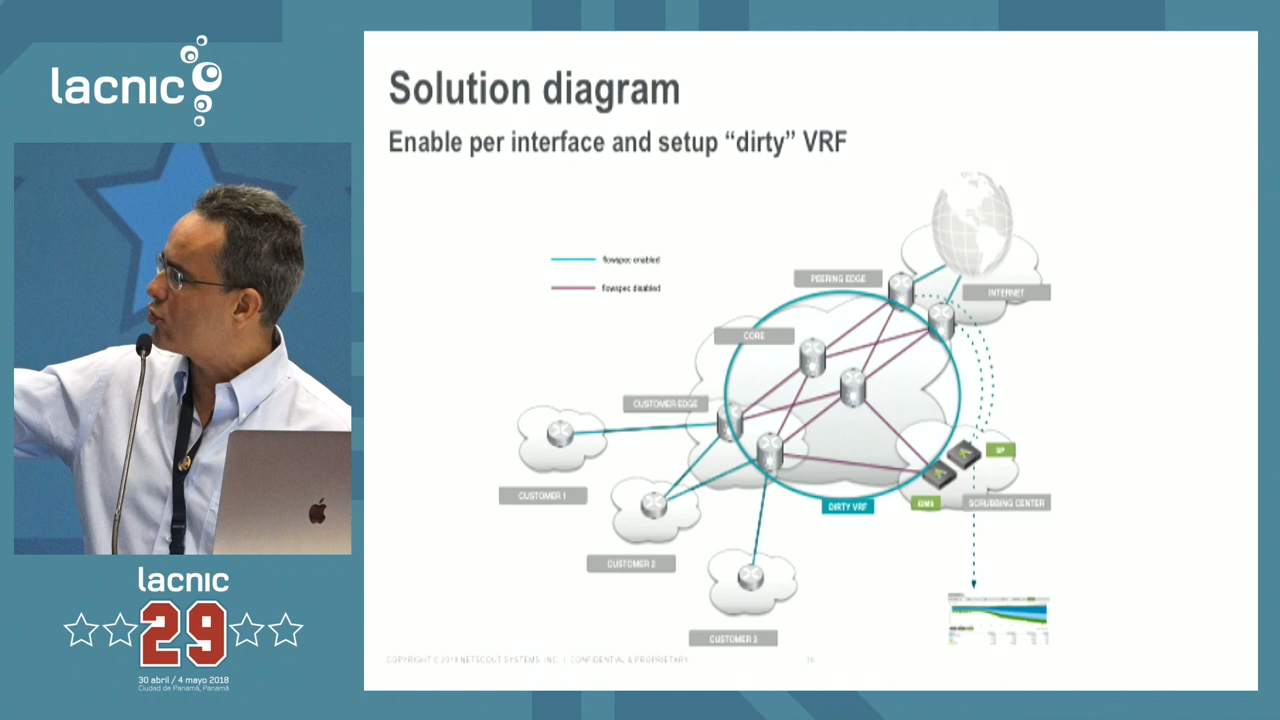 lacnic
Solution diagram
Enable per interface and setup “dirty” VRF
flowspec enabled
flowspec disabled
PEERING EDGE
INTERNET
CORE
CUSTOMER EDGE
CUSTOMER 1
SP
DIRTY VRF
SCRUBBING CENTER
CUSTOMER 2
CUSTOMER 3
COPYRIGHT © 2018 NETSCOUT SYSTEMS, INC. | CONFIDENTIAL & PROPRIETARY
lacnic
29
30 abril / 4 mayo 2018
Ciudad de Panamá, Panamá